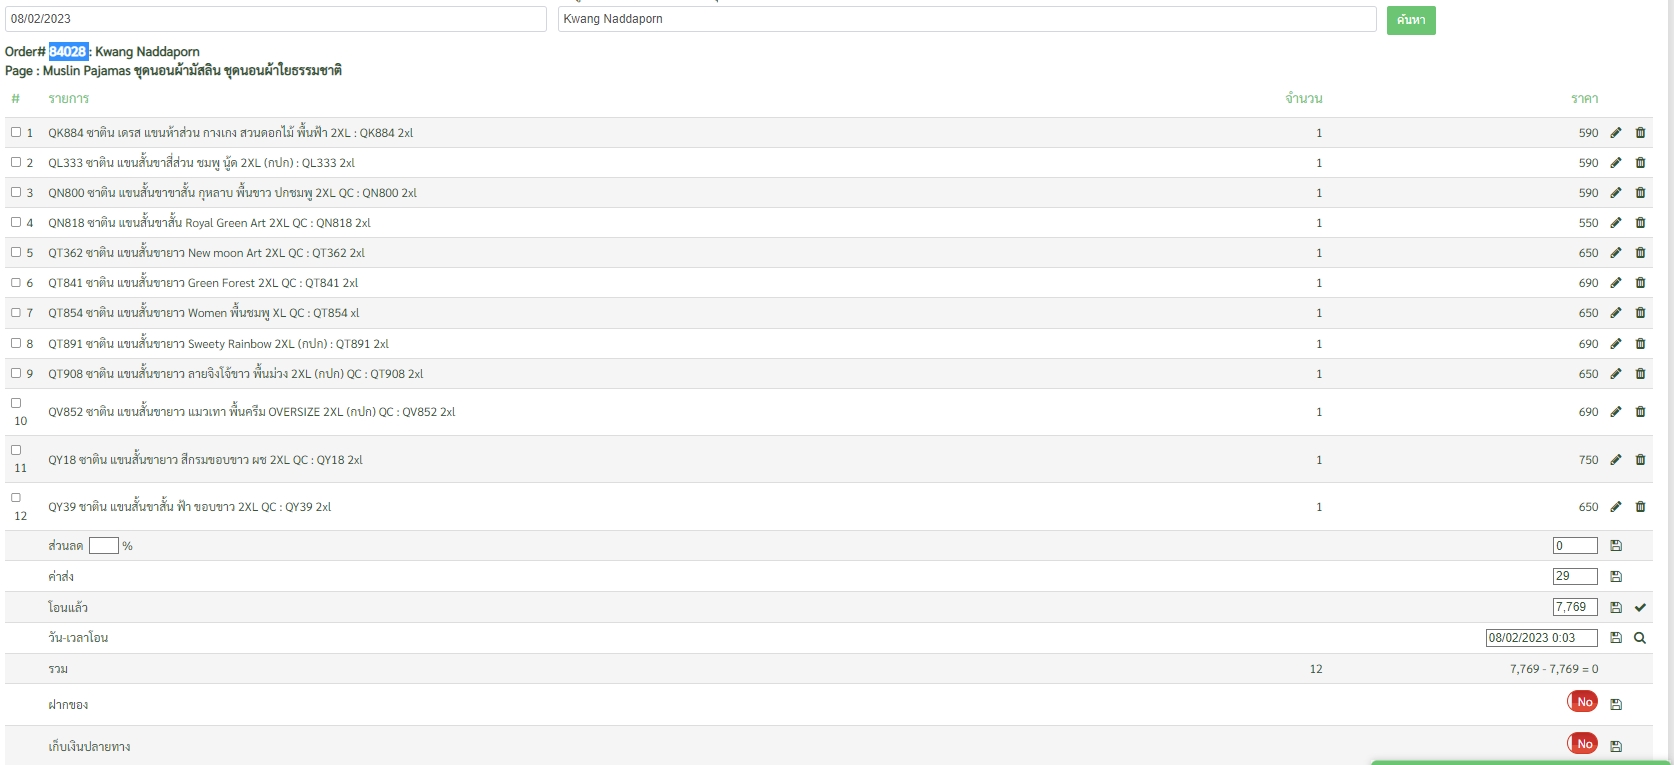 08/02/2023 Kwang Naddaporn ค้นหา
Order# 84028 : Kwang Naddaporn
Page : Muslin Pajamas ชุดนอนผ้ามัสลิน ชุดนอนผ้าใยธรรมชาติ
# รายการ จำนวน ราคา
1 QK884 ซาติน เดรส แขนห้าส่วน กางเกง สวนดอกไม้ พื้นฟ้า 2XL : QK884 2xl 1 590
2 QL333 ซาติน แขนสั้นขาสี่ส่วน ชมพู นู้ด 2XL (กปก) : QL333 2xl 1 590
3 QN800 ซาติน แขนสั้นขาขาสั้น กุหลาบ พื้นขาว ปกชมพู 2XL QC : QN800 2xl 1 590
4 QN818 ซาติน แขนสั้นขาสั้น Royal Green Art 2XL QC : QN818 2xl 1 550
5 QT362 ซาติน แขนสั้นขายาว New moon Art 2XL QC : QT362 2xl 1 650
6 QT841 ซาติน แขนสั้นขายาว Green Forest 2XL QC : QT841 2xl 1 690
7 QT854 ซาติน แขนสั้นขายาว Women พื้นชมพู XL QC : QT854 xl 1 650
8 QT891 ซาติน แขนสั้นขายาว Sweety Rainbow 2XL (กปก) : QT891 2xl 1 690
9 QT908 ซาติน แขนสั้นขายาว ลายจิงโจ้ขาว พื้นม่วง 2XL (กปก) QC : QT908 2xl 1 650
10 QV852 ซาติน แขนสั้นขายาว แมวเทา พื้นครีม OVERSIZE 2XL (กปก) QC : QV852 2xl 1 690
11 QY18 ซาติน แขนสั้นขายาว สีกรมขอบขาว ผช 2XL QC : QY18 2xl 1 750
12 QY39 ซาติน แขนสั้นขาสั้น ฟ้า ขอบขาว 2XL QC : QY39 2xl 1 650
ส่วนลด % 0
ค่าส่ง 29
โอนแล้ว 7,769
วัน-เวลาโอน 08/02/2023 0:03
รวม 12 7,769 - 7,769 = 0
ฝากของ No
เก็บเงินปลายทาง No